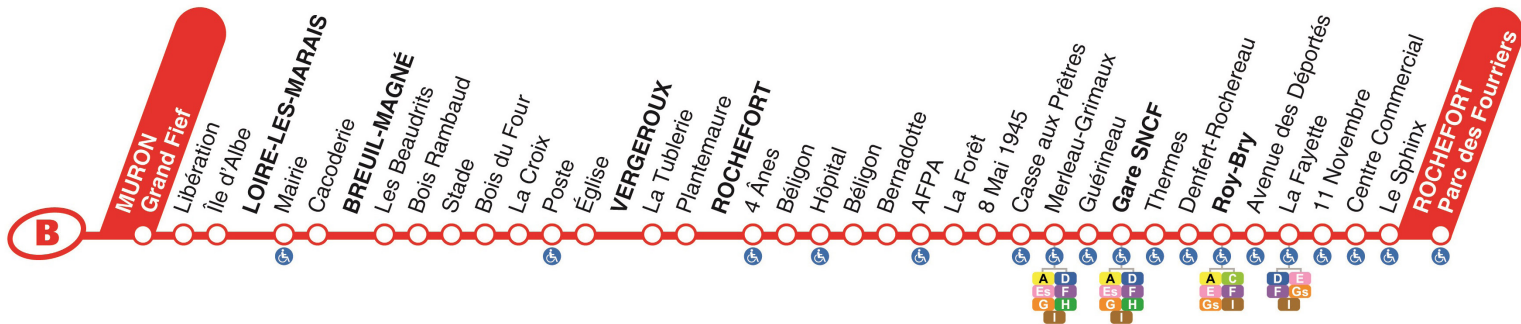 B
MURON
Grand Fief
Libération
Île d'Albe
LOIRE-LES-MARAIS
Mairie
Cacoderie
BREUIL-MAGNÉ
Les Beaudrits
Bois Rambaud
Stade
Bois du Four
La Croix
Poste
Église
VERGEROUX
La Tublerie
Plantemaure
ROCHEFORT
4 Ânes
Béligon
Hôpital
Béligon
Bernadotte
AFPA
La Forêt
8 Mai 1945
Casse aux Prêtres
Merleau-Grimaux
Guérineau
Gare SNCF
Thermes
Denfert-Rochereau
Roy-Bry
Avenue des Déportés
La Fayette
11 Novembre
Centre Commercial
Le Sphinx
ROCHEFORT
Parc des Fourriers
A D
Es F
G H
I
A D
Es F
G H
I
A C
E F
Gs I
D E
F Gs
I